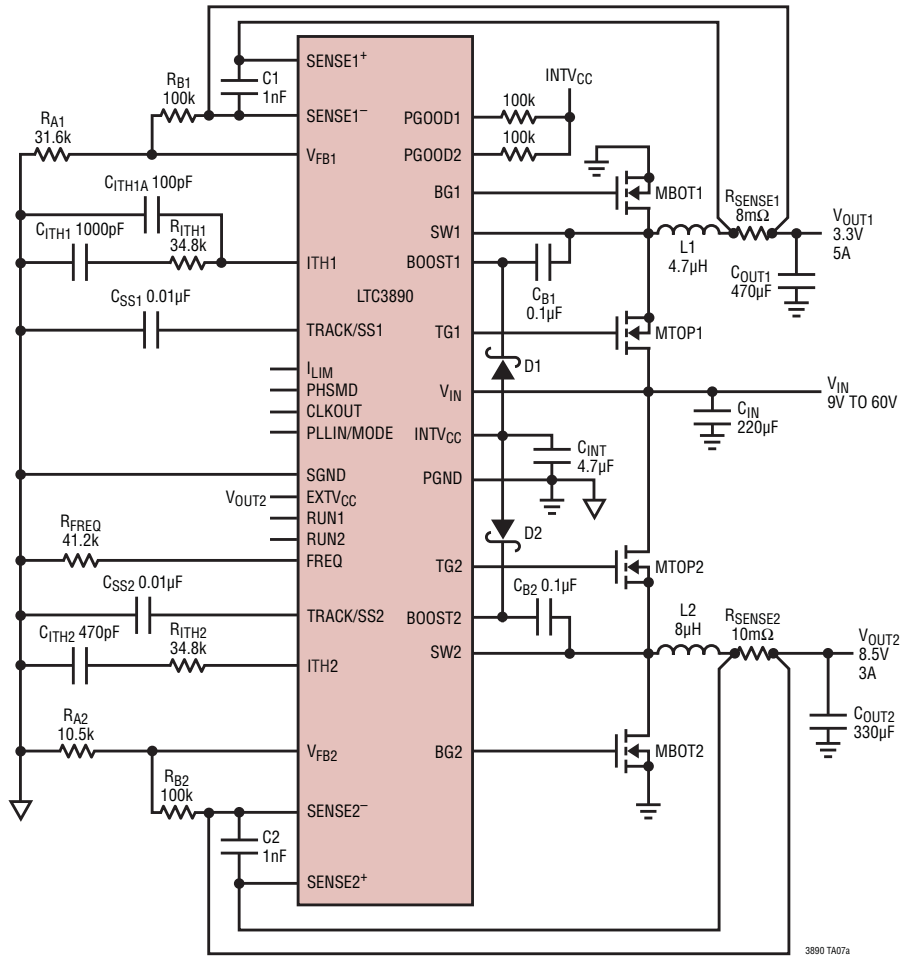 SENSE1+
C1
1nF
RB1
100k
SENSE1–
INTVCC
100k
PGOOD1
100k
PGOOD2
RA1
31.6k
VFB1
CITH1A 100pF
BG1
MBOT1
RSENSE1
8mΩ
VOUT1
3.3V
5A
CITH1 1000pF
RITH1
34.8k
SW1
L1
4.7µH
ITH1
BOOST1
CB1
0.1µF
COUT1
470µF
LTC3890
CSS1 0.01µF
TRACK/SS1
TG1
MTOP1
D1
ILIM
PHSMD
CLKOUT
PLLIN/MODE
VIN
VIN
9V TO 60V
CIN
220µF
INTVCC
CINT
4.7µF
SGND
PGND
VOUT2
EXTVCC
RUN1
RUN2
D2
RFREQ
41.2k
FREQ
TG2
MTOP2
CSS2 0.01µF
TRACK/SS2
CB2 0.1µF
BOOST2
L2
8µH
RSENSE2
10mΩ
VOUT2
8.5V
3A
CITH2 470pF
RITH2
34.8k
ITH2
SW2
COUT2
330µF
RA2
10.5k
VFB2
BG2
MBOT2
RB2
100k
SENSE2–
C2
1nF
SENSE2+
3890 TA07a